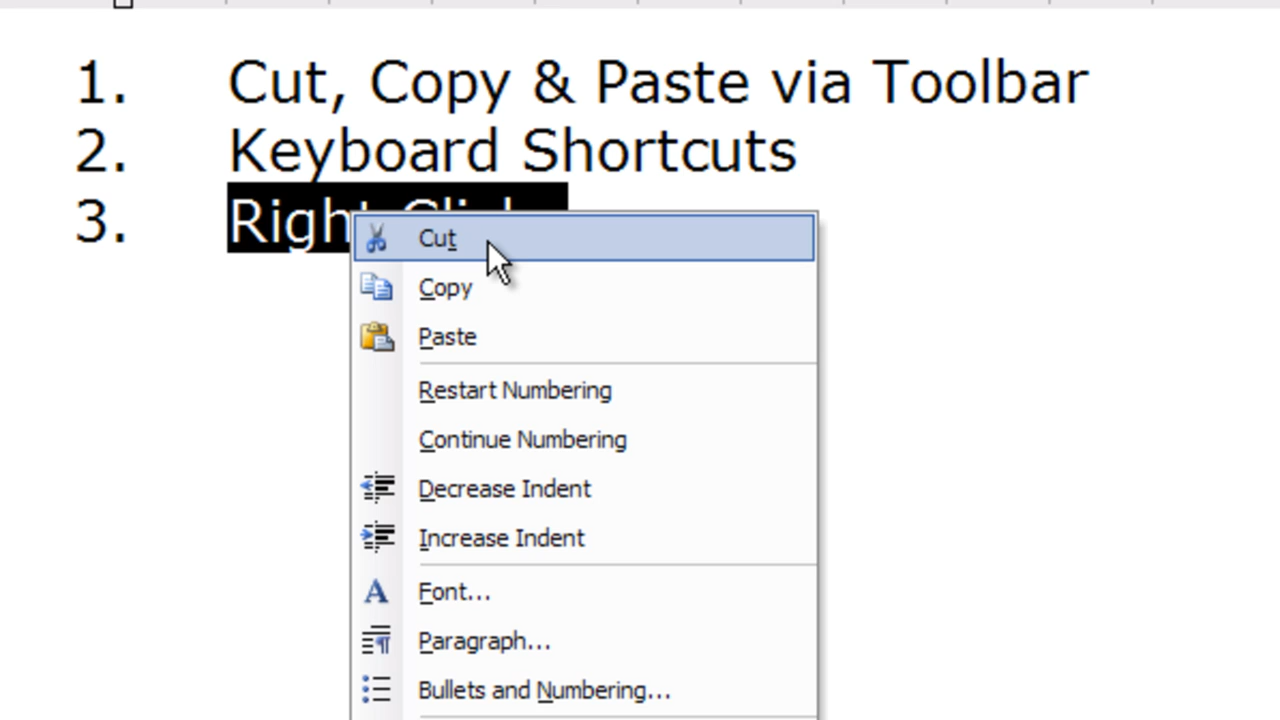 1. Cut, Copy & Paste via Toolbar
2. Keyboard Shortcuts
3. Right
Cut
Copy
Paste
Restart Numbering
Continue Numbering
Decrease Indent
Increase Indent
Font...
Paragraph...
Bullets and Numbering...